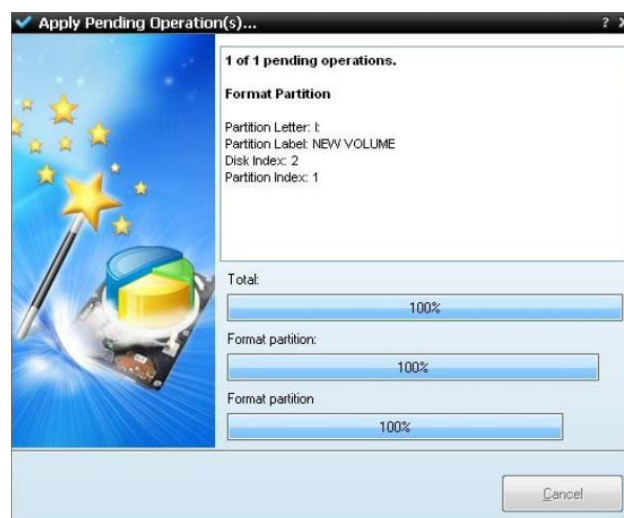 Apply Pending Operation(s)...
? X
1 of 1 pending operations.
Format Partition
Partition Letter: I:
Partition Label: NEW VOLUME
Disk Index: 2
Partition Index: 1
Total:
100%
Format partition:
100%
Format partition
100%
Cancel